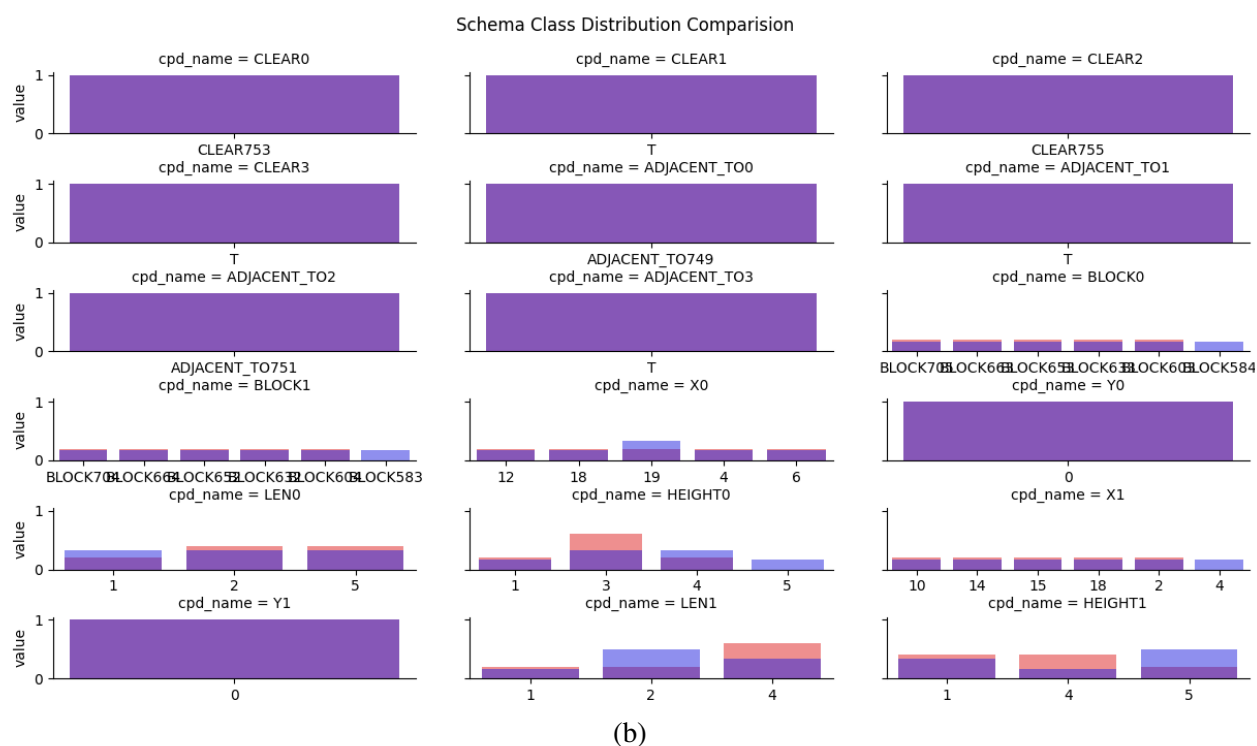 Schema Class Distribution Comparision
cpd_name = CLEAR0 cpd_name = CLEAR1 cpd_name = CLEAR2
1
value
0
CLEAR753 T CLEAR755
cpd_name = CLEAR3 cpd_name = ADJACENT_TO0 cpd_name = ADJACENT_TO1
1
value
0
T ADJACENT_TO749 T
cpd_name = ADJACENT_TO2 cpd_name = ADJACENT_TO3 cpd_name = BLOCK0
1
value
0
ADJACENT_TO751 T BLOCK584
cpd_name = BLOCK1 cpd_name = X0 cpd_name = Y0
1
value
0
BLOCK583 12 18 19 4 6 0
cpd_name = LEN0 cpd_name = HEIGHT0 cpd_name = X1
1
value
0
1 2 5 1 3 4 5 10 14 15 18 2 4
cpd_name = Y1 cpd_name = LEN1 cpd_name = HEIGHT1
1
value
0
0 1 2 4 1 4 5
(b)